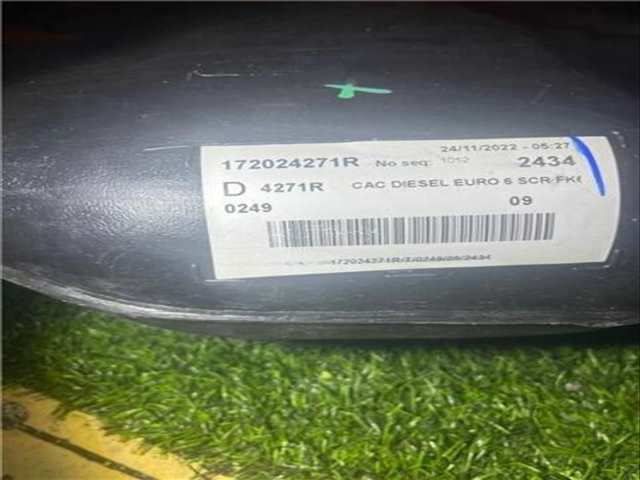 24/11/2022 - 05:27
172024271R No seq: 1012 2434
D 4271R CAC DIESEL EURO 6 SCR FK
0249 09
172024271R/Z/0249/09/2434